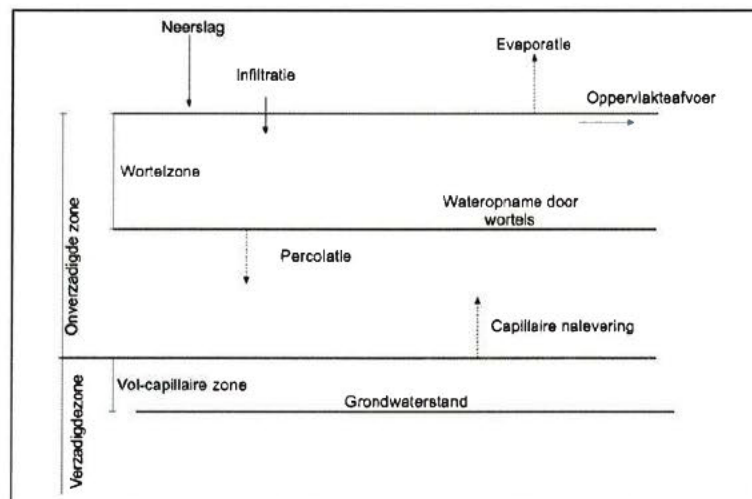 Neerslag
Evaporatie
Infiltratie
Oppervlakteafvoer
Wortelzone
Wateropname door
wortels
Onverzadigde zone
Percolatie
Capillaire nalevering
Vol-capillaire zone
Grondwaterstand
Verzadigdezone